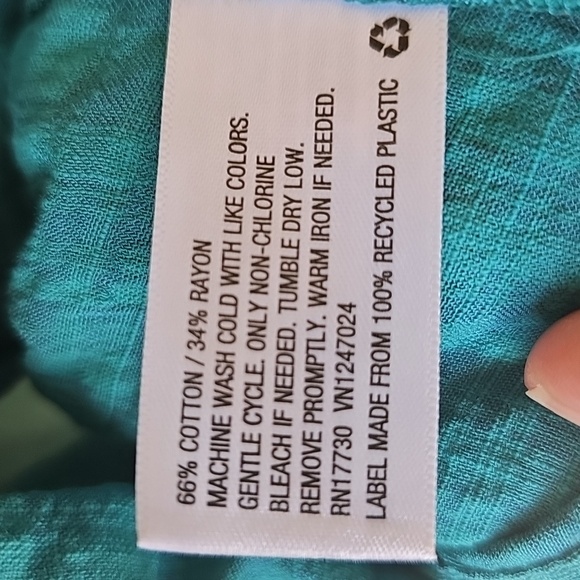 66% COTTON / 34% RAYON
MACHINE WASH COLD WITH LIKE COLORS.
GENTLE CYCLE. ONLY NON-CHLORINE
BLEACH IF NEEDED. TUMBLE DRY LOW.
REMOVE PROMPTLY. WARM IRON IF NEEDED.
RN17730 VN1247024
LABEL MADE FROM 100% RECYCLED PLASTIC